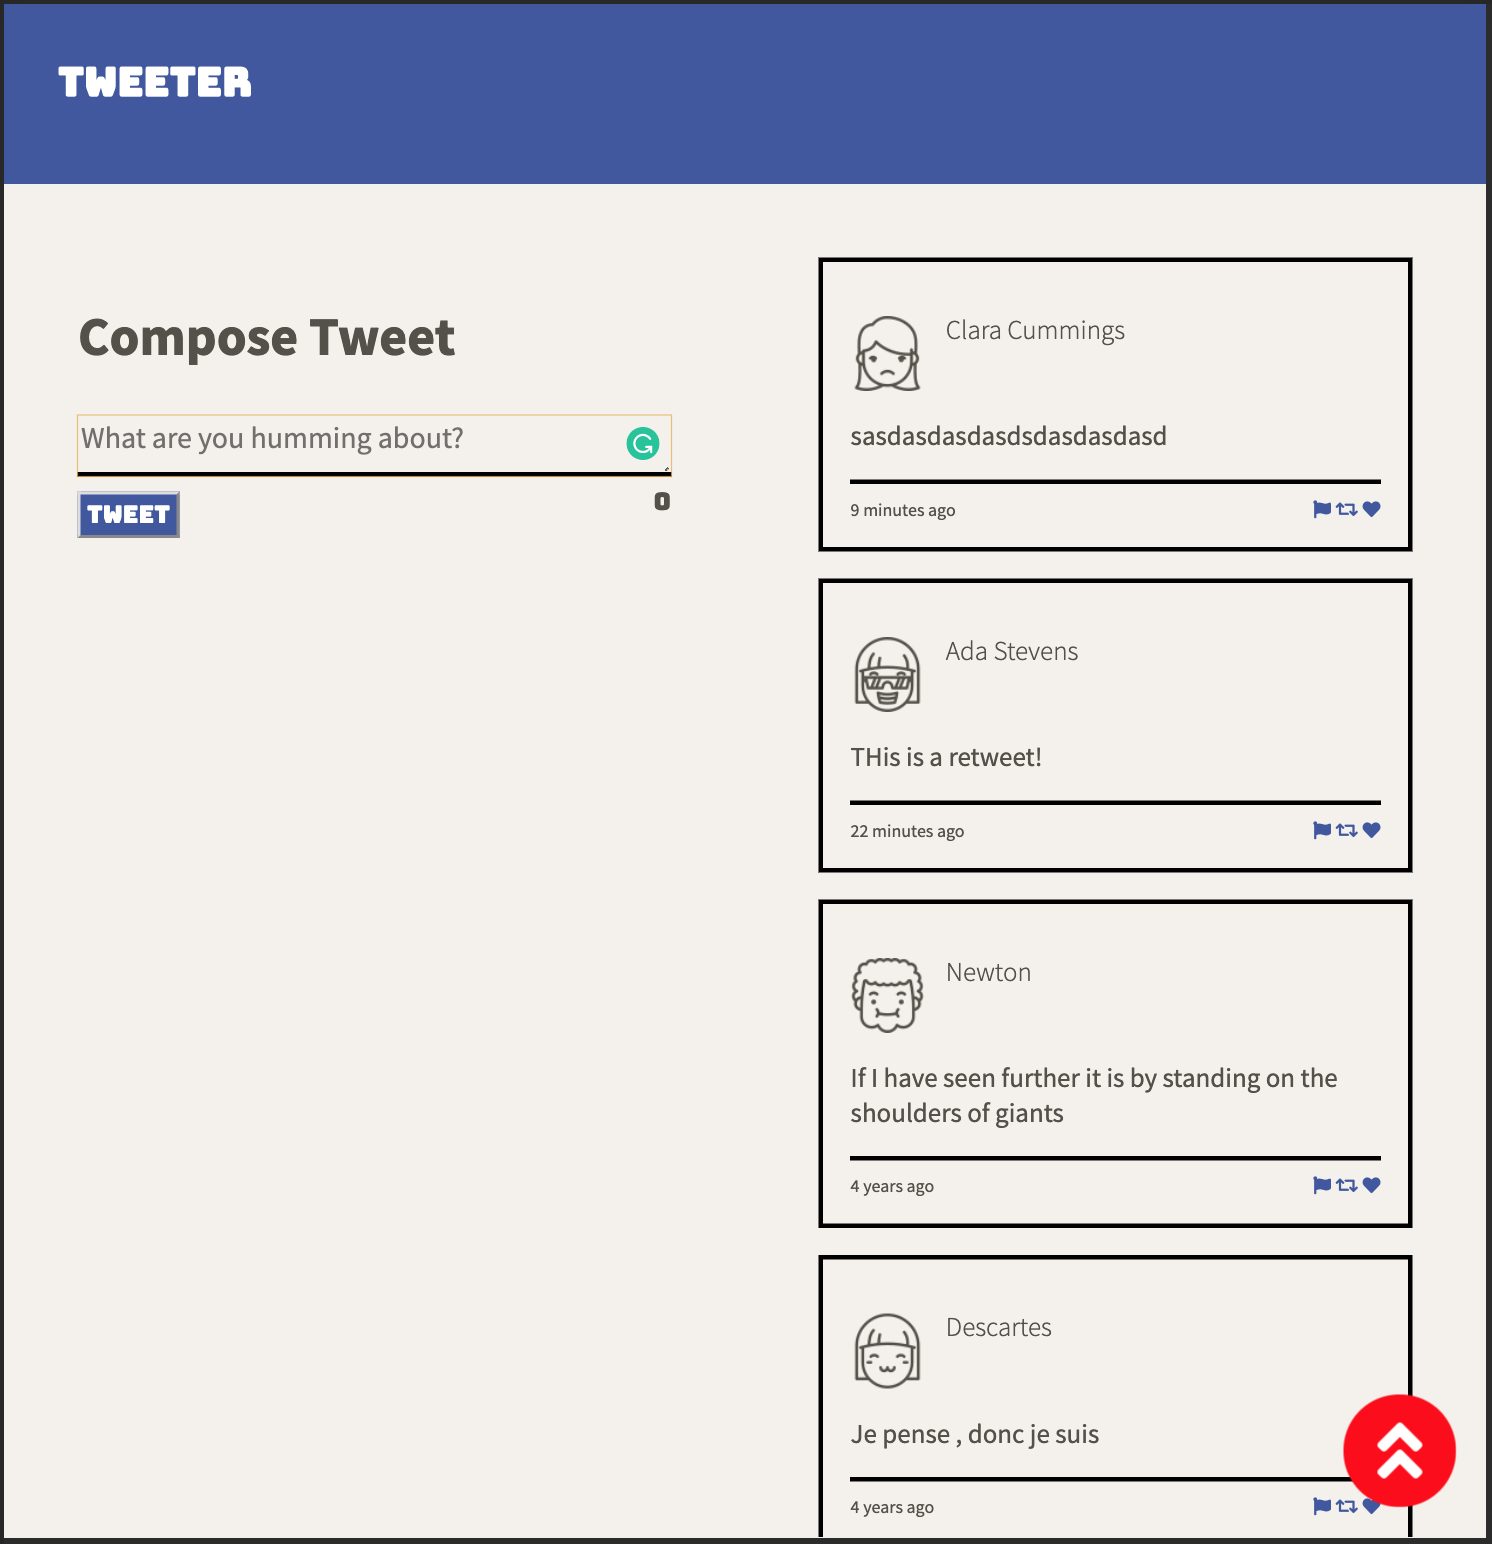 TWEETER
Compose Tweet
What are you humming about?
TWEET
0
Clara Cummings
sasdasdasdasdsdasdasdasd
9 minutes ago
Ada Stevens
THis is a retweet!
22 minutes ago
Newton
If I have seen further it is by standing on the
shoulders of giants
4 years ago
Descartes
Je pense , donc je suis
4 years ago